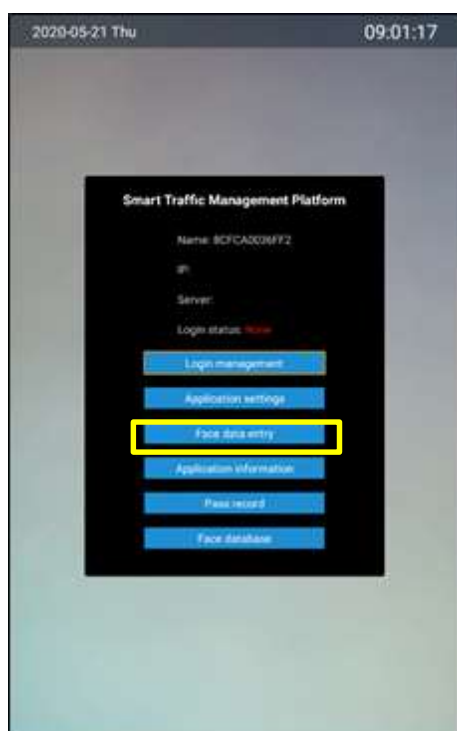 2020-05-21 Thu 09:01:17
Smart Traffic Management Platform
Name:
IP:
Server:
Login status: None
Login management
Application settings
Face data entry
Application information
Pass record
Face database